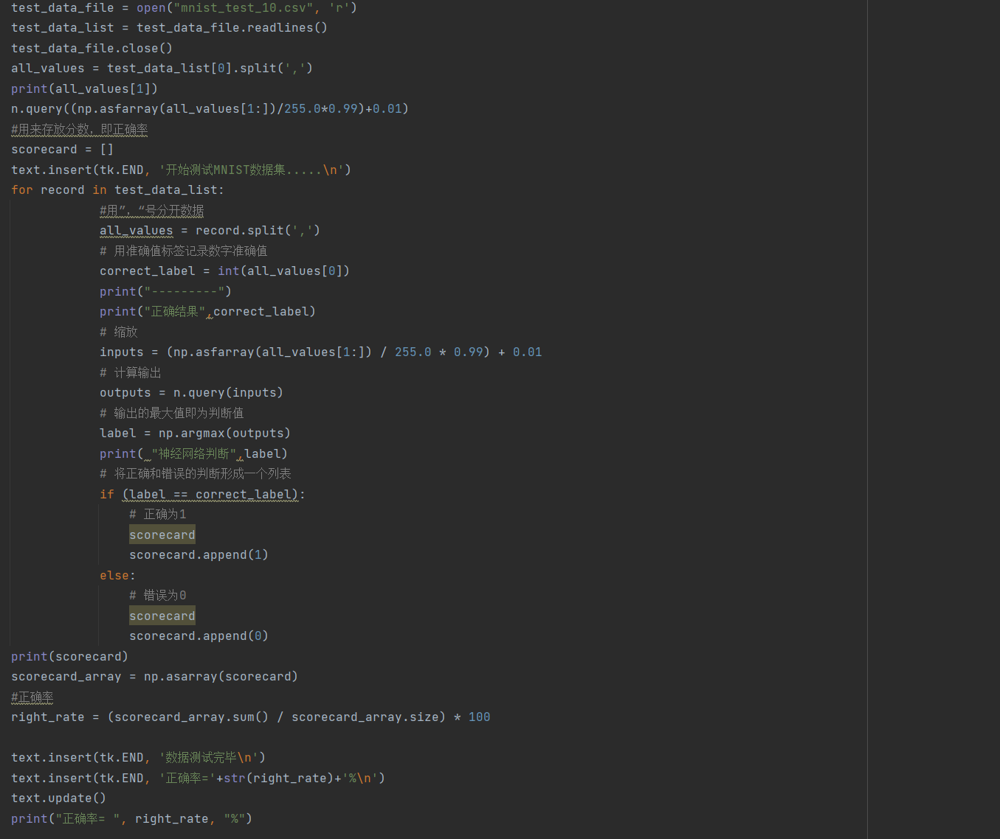 test_data_file = open("mnist_test_10.csv", 'r')
test_data_list = test_data_file.readlines()
test_data_file.close()
all_values = test_data_list[0].split(',')
print(all_values[1])
n.query((np.asfarray(all_values[1:])/255.0*0.99)+0.01)
#用来存放分数，即正确率
scorecard = []
text.insert(tk.END, '开始测试MNIST数据集.....\n')
for record in test_data_list:
#用”，“号分开数据
all_values = record.split(',')
# 用准确值标签记录数字准确值
correct_label = int(all_values[0])
print("---------")
print("正确结果",correct_label)
# 缩放
inputs = (np.asfarray(all_values[1:]) / 255.0 * 0.99) + 0.01
# 计算输出
outputs = n.query(inputs)
# 输出的最大值即为判断值
label = np.argmax(outputs)
print( "神经网络判断",label)
# 将正确和错误的判断形成一个列表
if (label == correct_label):
# 正确为1
scorecard
scorecard.append(1)
else:
# 错误为0
scorecard
scorecard.append(0)
print(scorecard)
scorecard_array = np.asarray(scorecard)
#正确率
right_rate = (scorecard_array.sum() / scorecard_array.size) * 100
text.insert(tk.END, '数据测试完毕\n')
text.insert(tk.END, '正确率='+str(right_rate)+'%\n')
text.update()
print("正确率= ", right_rate, "%")